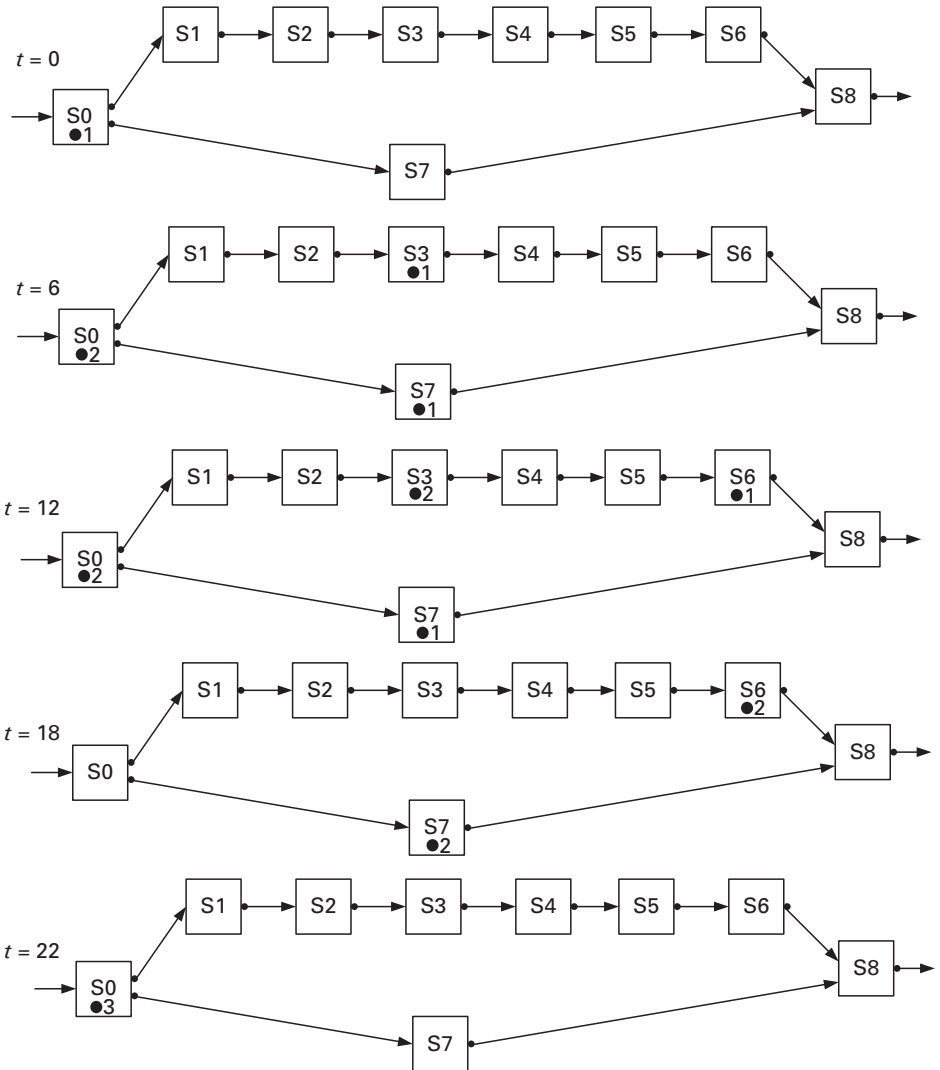 S1 S2 S3 S4 S5 S6
t = 0
S8
S0
●1
S7
S1 S2 S3 S4 S5 S6
●1
t = 6
S8
S0
●2
S7
●1
S1 S2 S3 S4 S5 S6
●2 ●1
t = 12
S8
S0
●2
S7
●1
S1 S2 S3 S4 S5 S6
●2
t = 18
S8
S0
S7
●2
S1 S2 S3 S4 S5 S6
t = 22
S8
S0
●3
S7